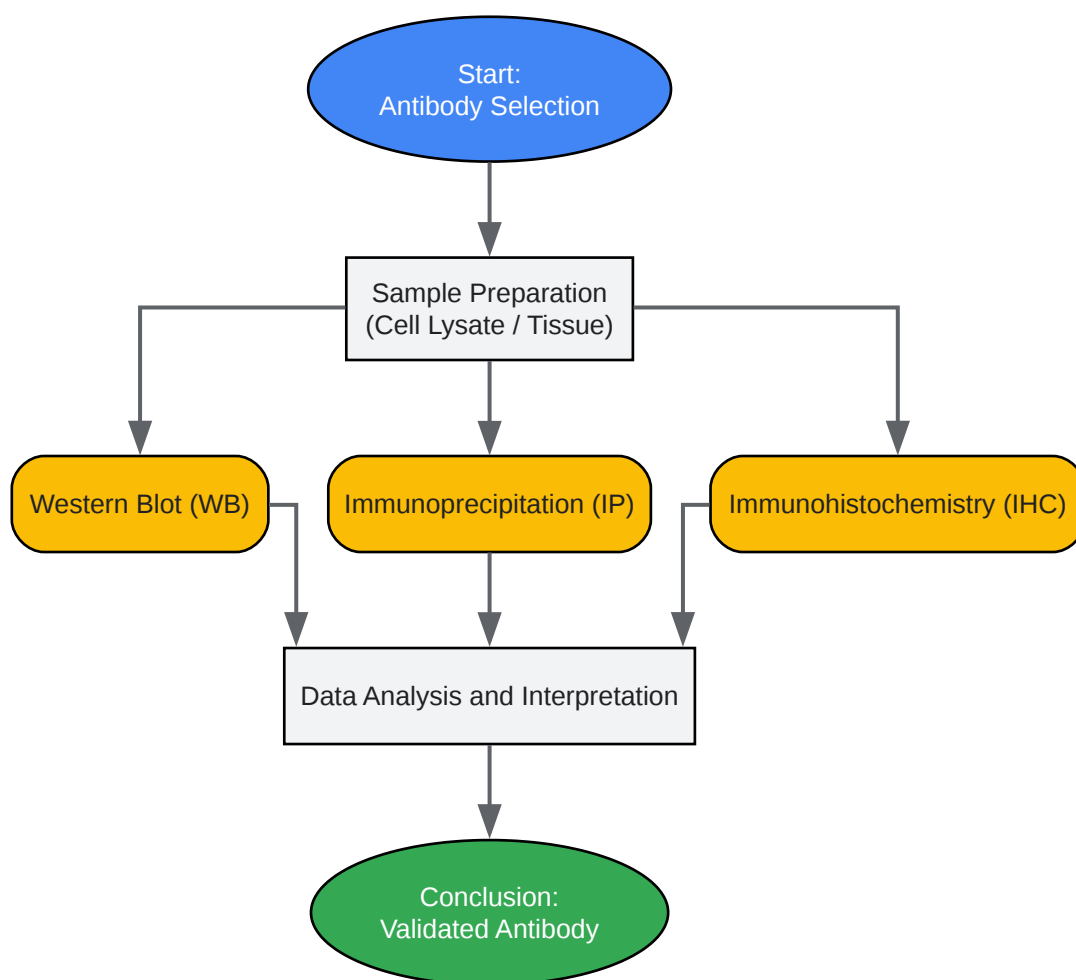 Start:
Antibody Selection
Sample Preparation
(Cell Lysate / Tissue)
Western Blot (WB)
Immunoprecipitation (IP)
Immunohistochemistry (IHC)
Data Analysis and Interpretation
Conclusion:
Validated Antibody